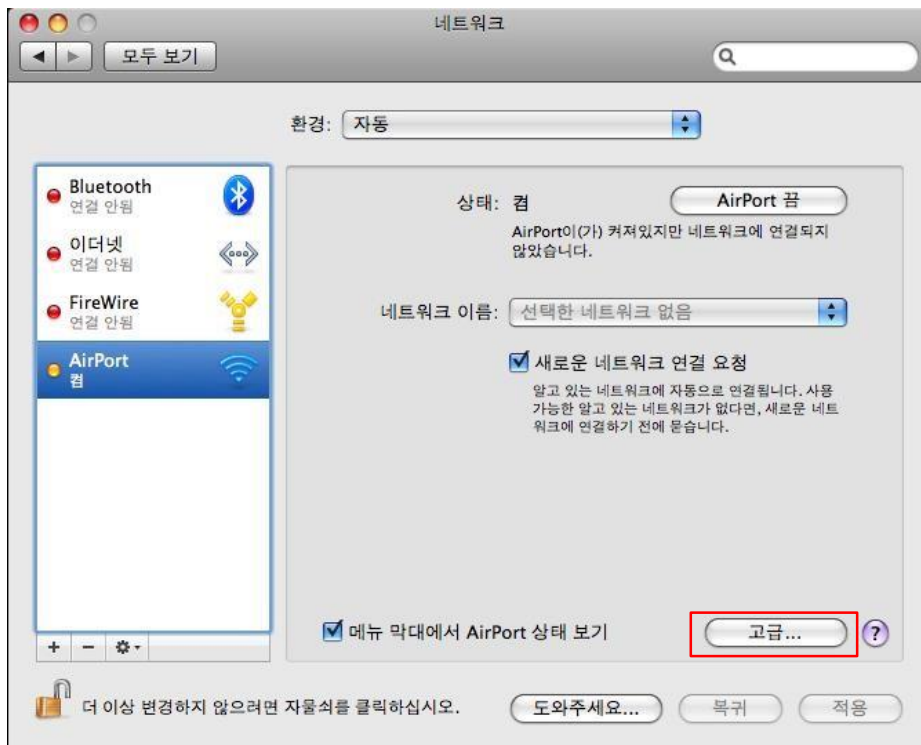 네트워크
모두 보기
환경: 자동
Bluetooth
연결 안됨
이더넷
연결 안됨
FireWire
연결 안됨
AirPort
켬
상태: 켬
AirPort 끔
AirPort이(가) 켜져있지만 네트워크에 연결되지
않았습니다.
네트워크 이름: 선택한 네트워크 없음
새로운 네트워크 연결 요청
알고 있는 네트워크에 자동으로 연결됩니다. 사용
가능한 알고 있는 네트워크가 없다면, 새로운 네트
워크에 연결하기 전에 묻습니다.
메뉴 막대에서 AirPort 상태 보기
고급...
?
더 이상 변경하지 않으려면 자물쇠를 클릭하십시오.
도와주세요...
복귀
적용